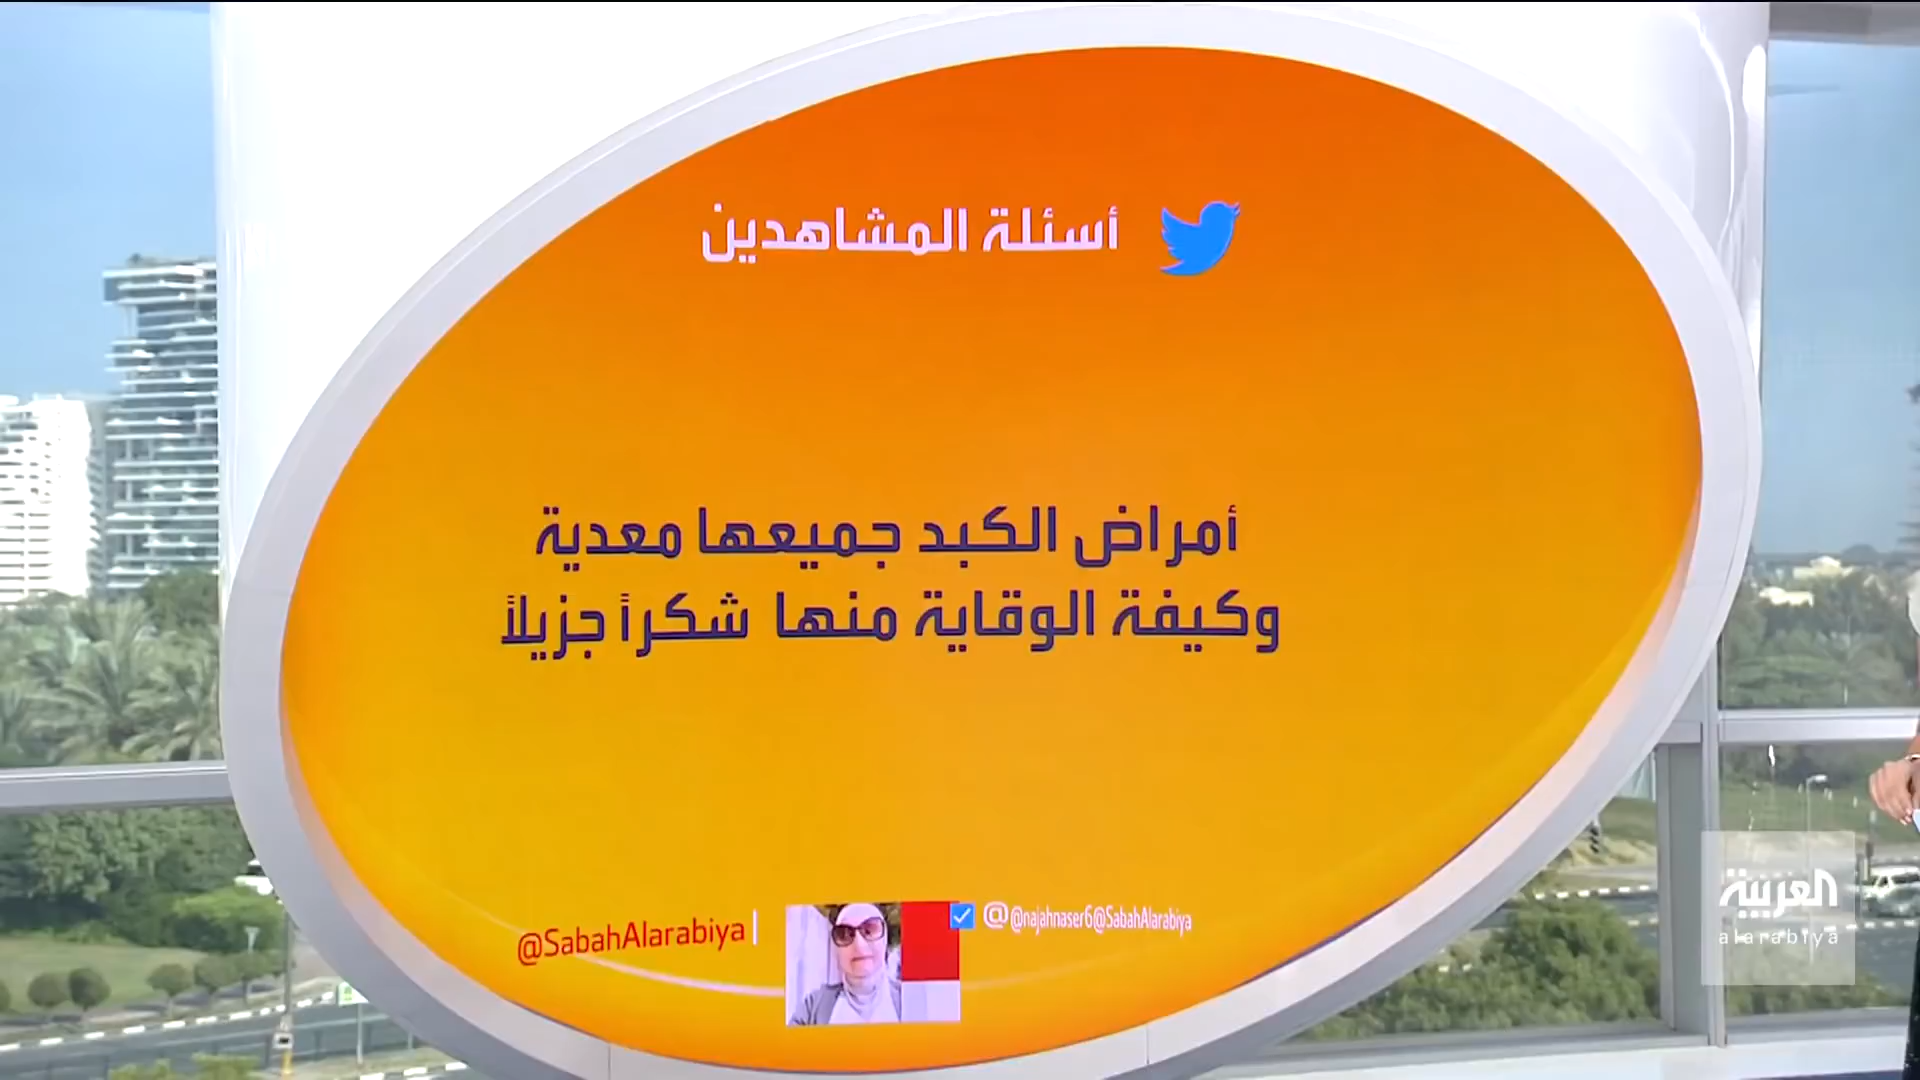 أسئلة المشاهدين
أمراض الكبد جميعها معدية
وكيفة الوقاية منها شكراً جزيلاً
@SabahAlarabiya
@@najahnaser6@SabahAlarabiya
العربية
alarabiya